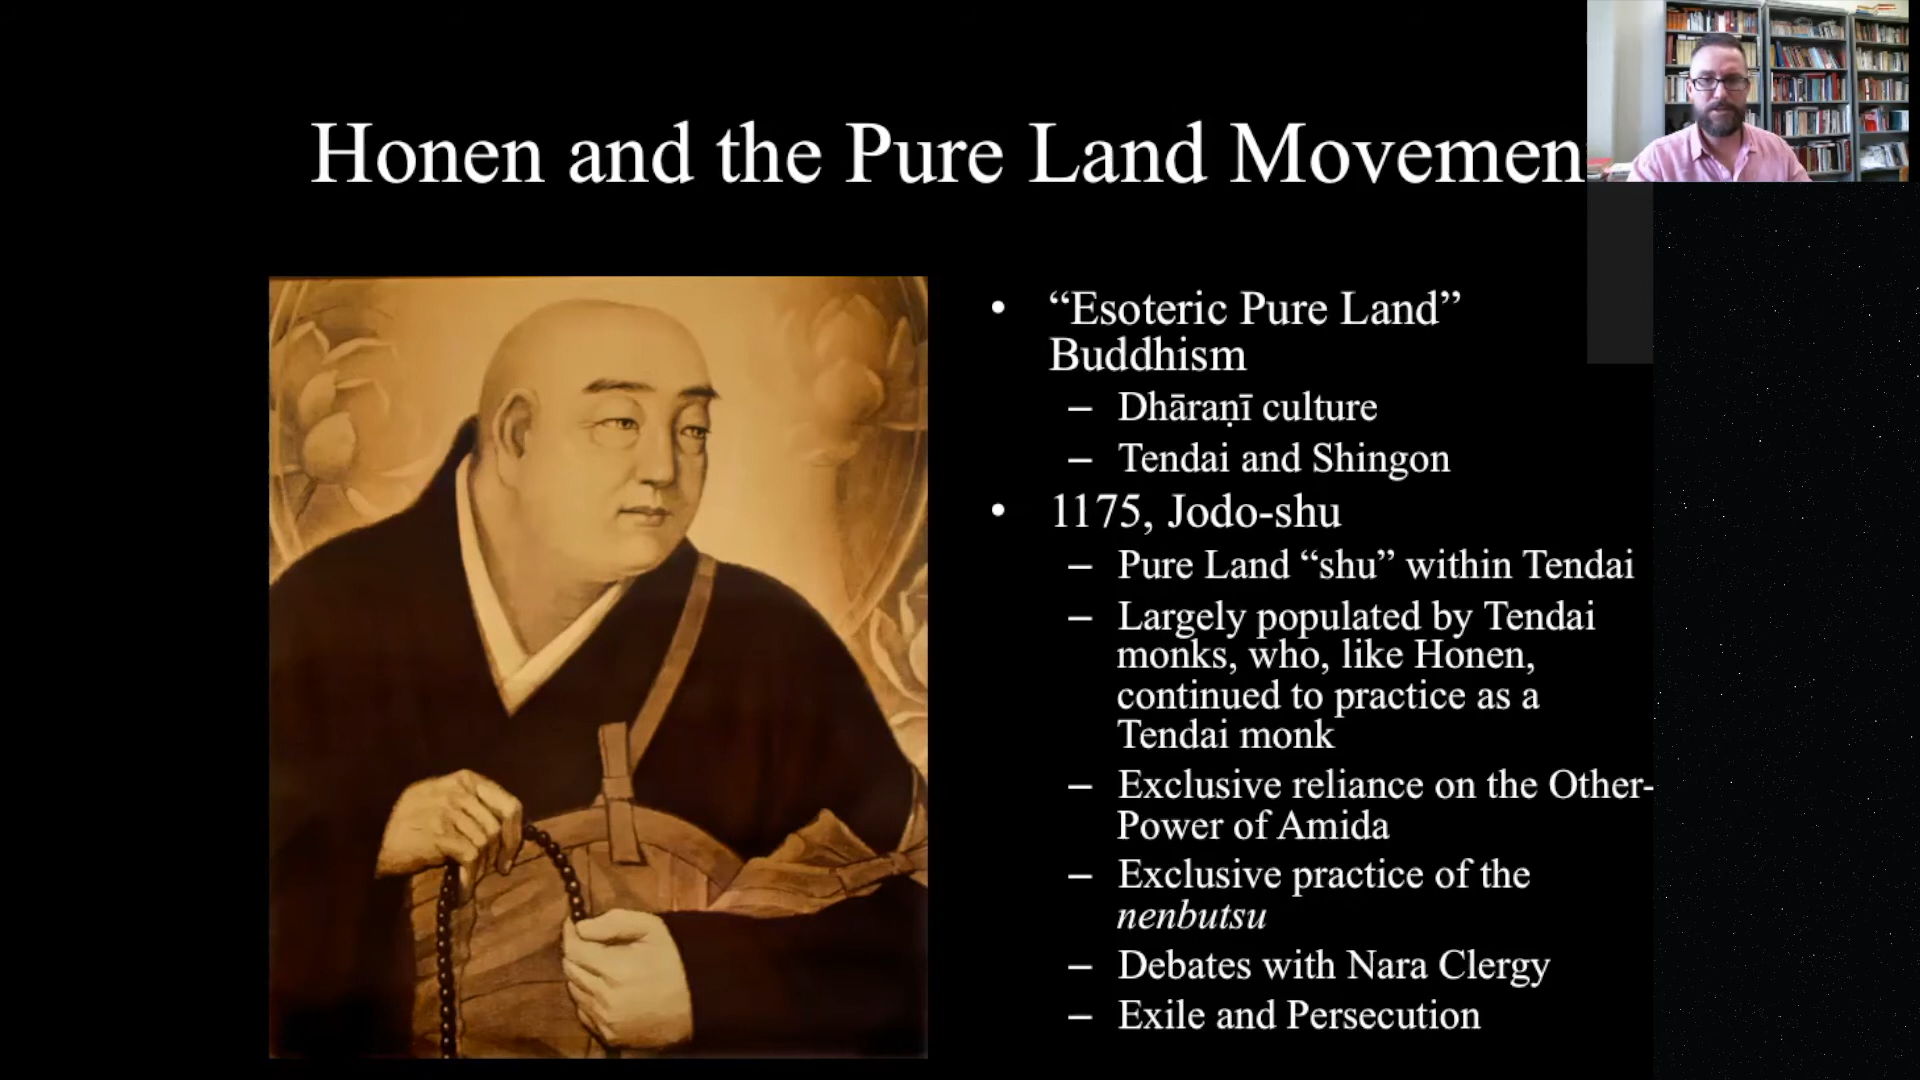 Honen and the Pure Land Movemen
• “Esoteric Pure Land”
Buddhism
– Dhāraṇī culture
– Tendai and Shingon
• 1175, Jodo-shu
– Pure Land “shu” within Tendai
– Largely populated by Tendai
monks, who, like Honen,
continued to practice as a
Tendai monk
– Exclusive reliance on the Other-
Power of Amida
– Exclusive practice of the
nenbutsu
– Debates with Nara Clergy
– Exile and Persecution